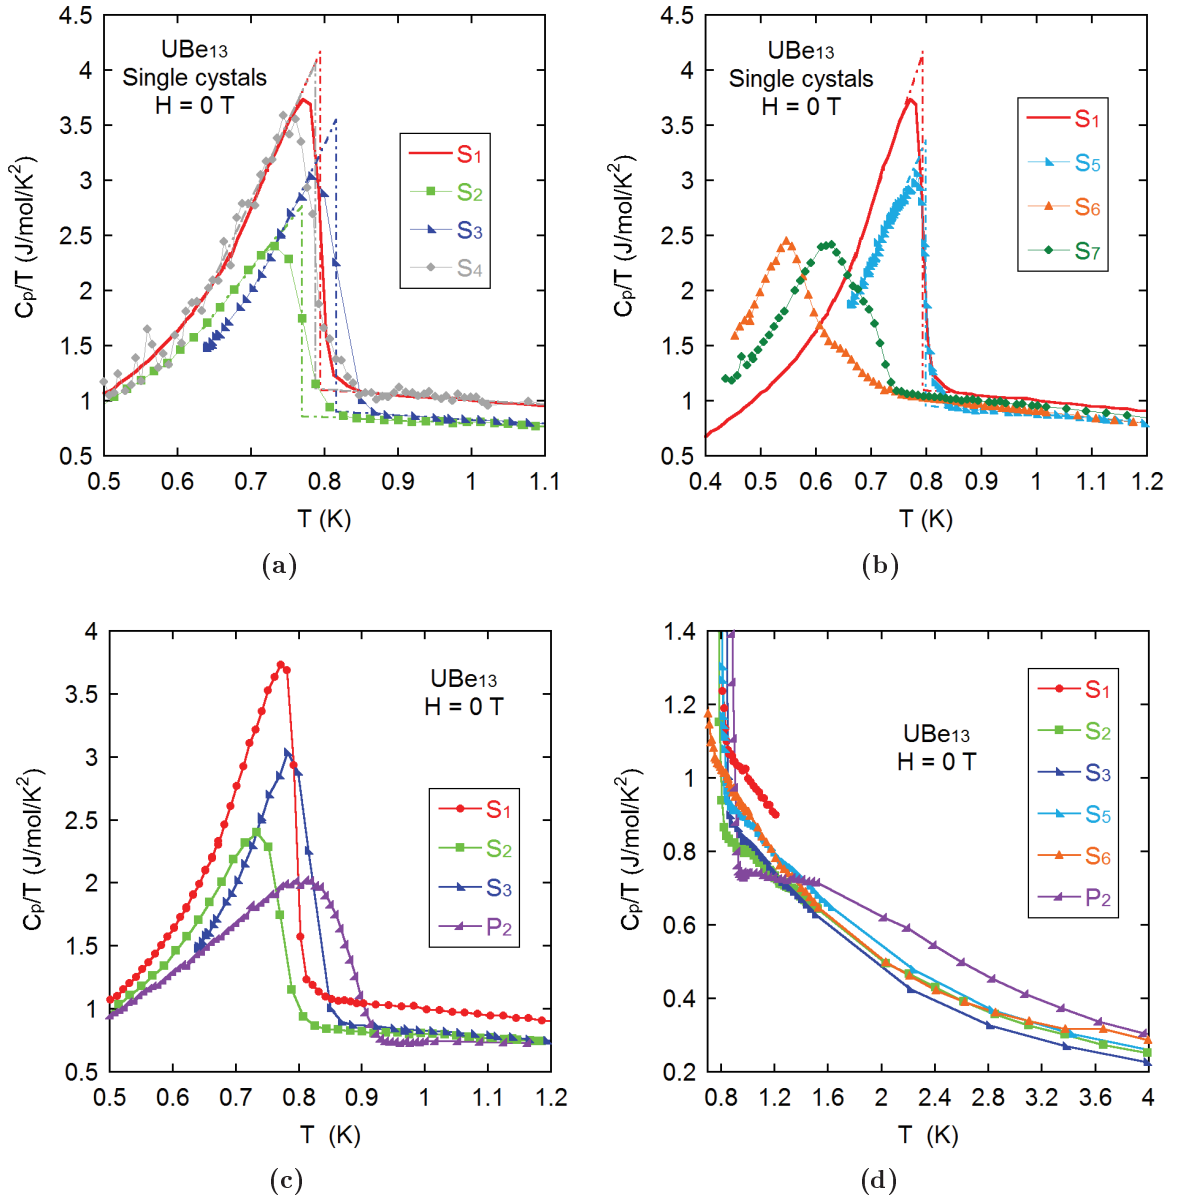 4.5
4
3.5
3
2.5
2
1.5
1
0.5
Cp/T (J/mol/K²)
UBe₁₃
Single cystals
H = 0 T
S₁
S₂
S₃
S₄
0.5 0.6 0.7 0.8 0.9 1 1.1
T (K)
(a)
4.5
4
3.5
3
2.5
2
1.5
1
0.5
Cp/T (J/mol/K²)
UBe₁₃
Single cystals
H = 0 T
S₁
S₅
S₆
S₇
0.4 0.5 0.6 0.7 0.8 0.9 1 1.1 1.2
T (K)
(b)
4
3.5
3
2.5
2
1.5
1
0.5
Cp/T (J/mol/K²)
UBe₁₃
H = 0 T
S₁
S₂
S₃
P₂
0.5 0.6 0.7 0.8 0.9 1 1.1 1.2
T (K)
(c)
1.4
1.2
1
0.8
0.6
0.4
0.2
Cp/T (J/mol/K²)
UBe₁₃
H = 0 T
S₁
S₂
S₃
S₅
S₆
P₂
0.8 1.2 1.6 2 2.4 2.8 3.2 3.6 4
T (K)
(d)